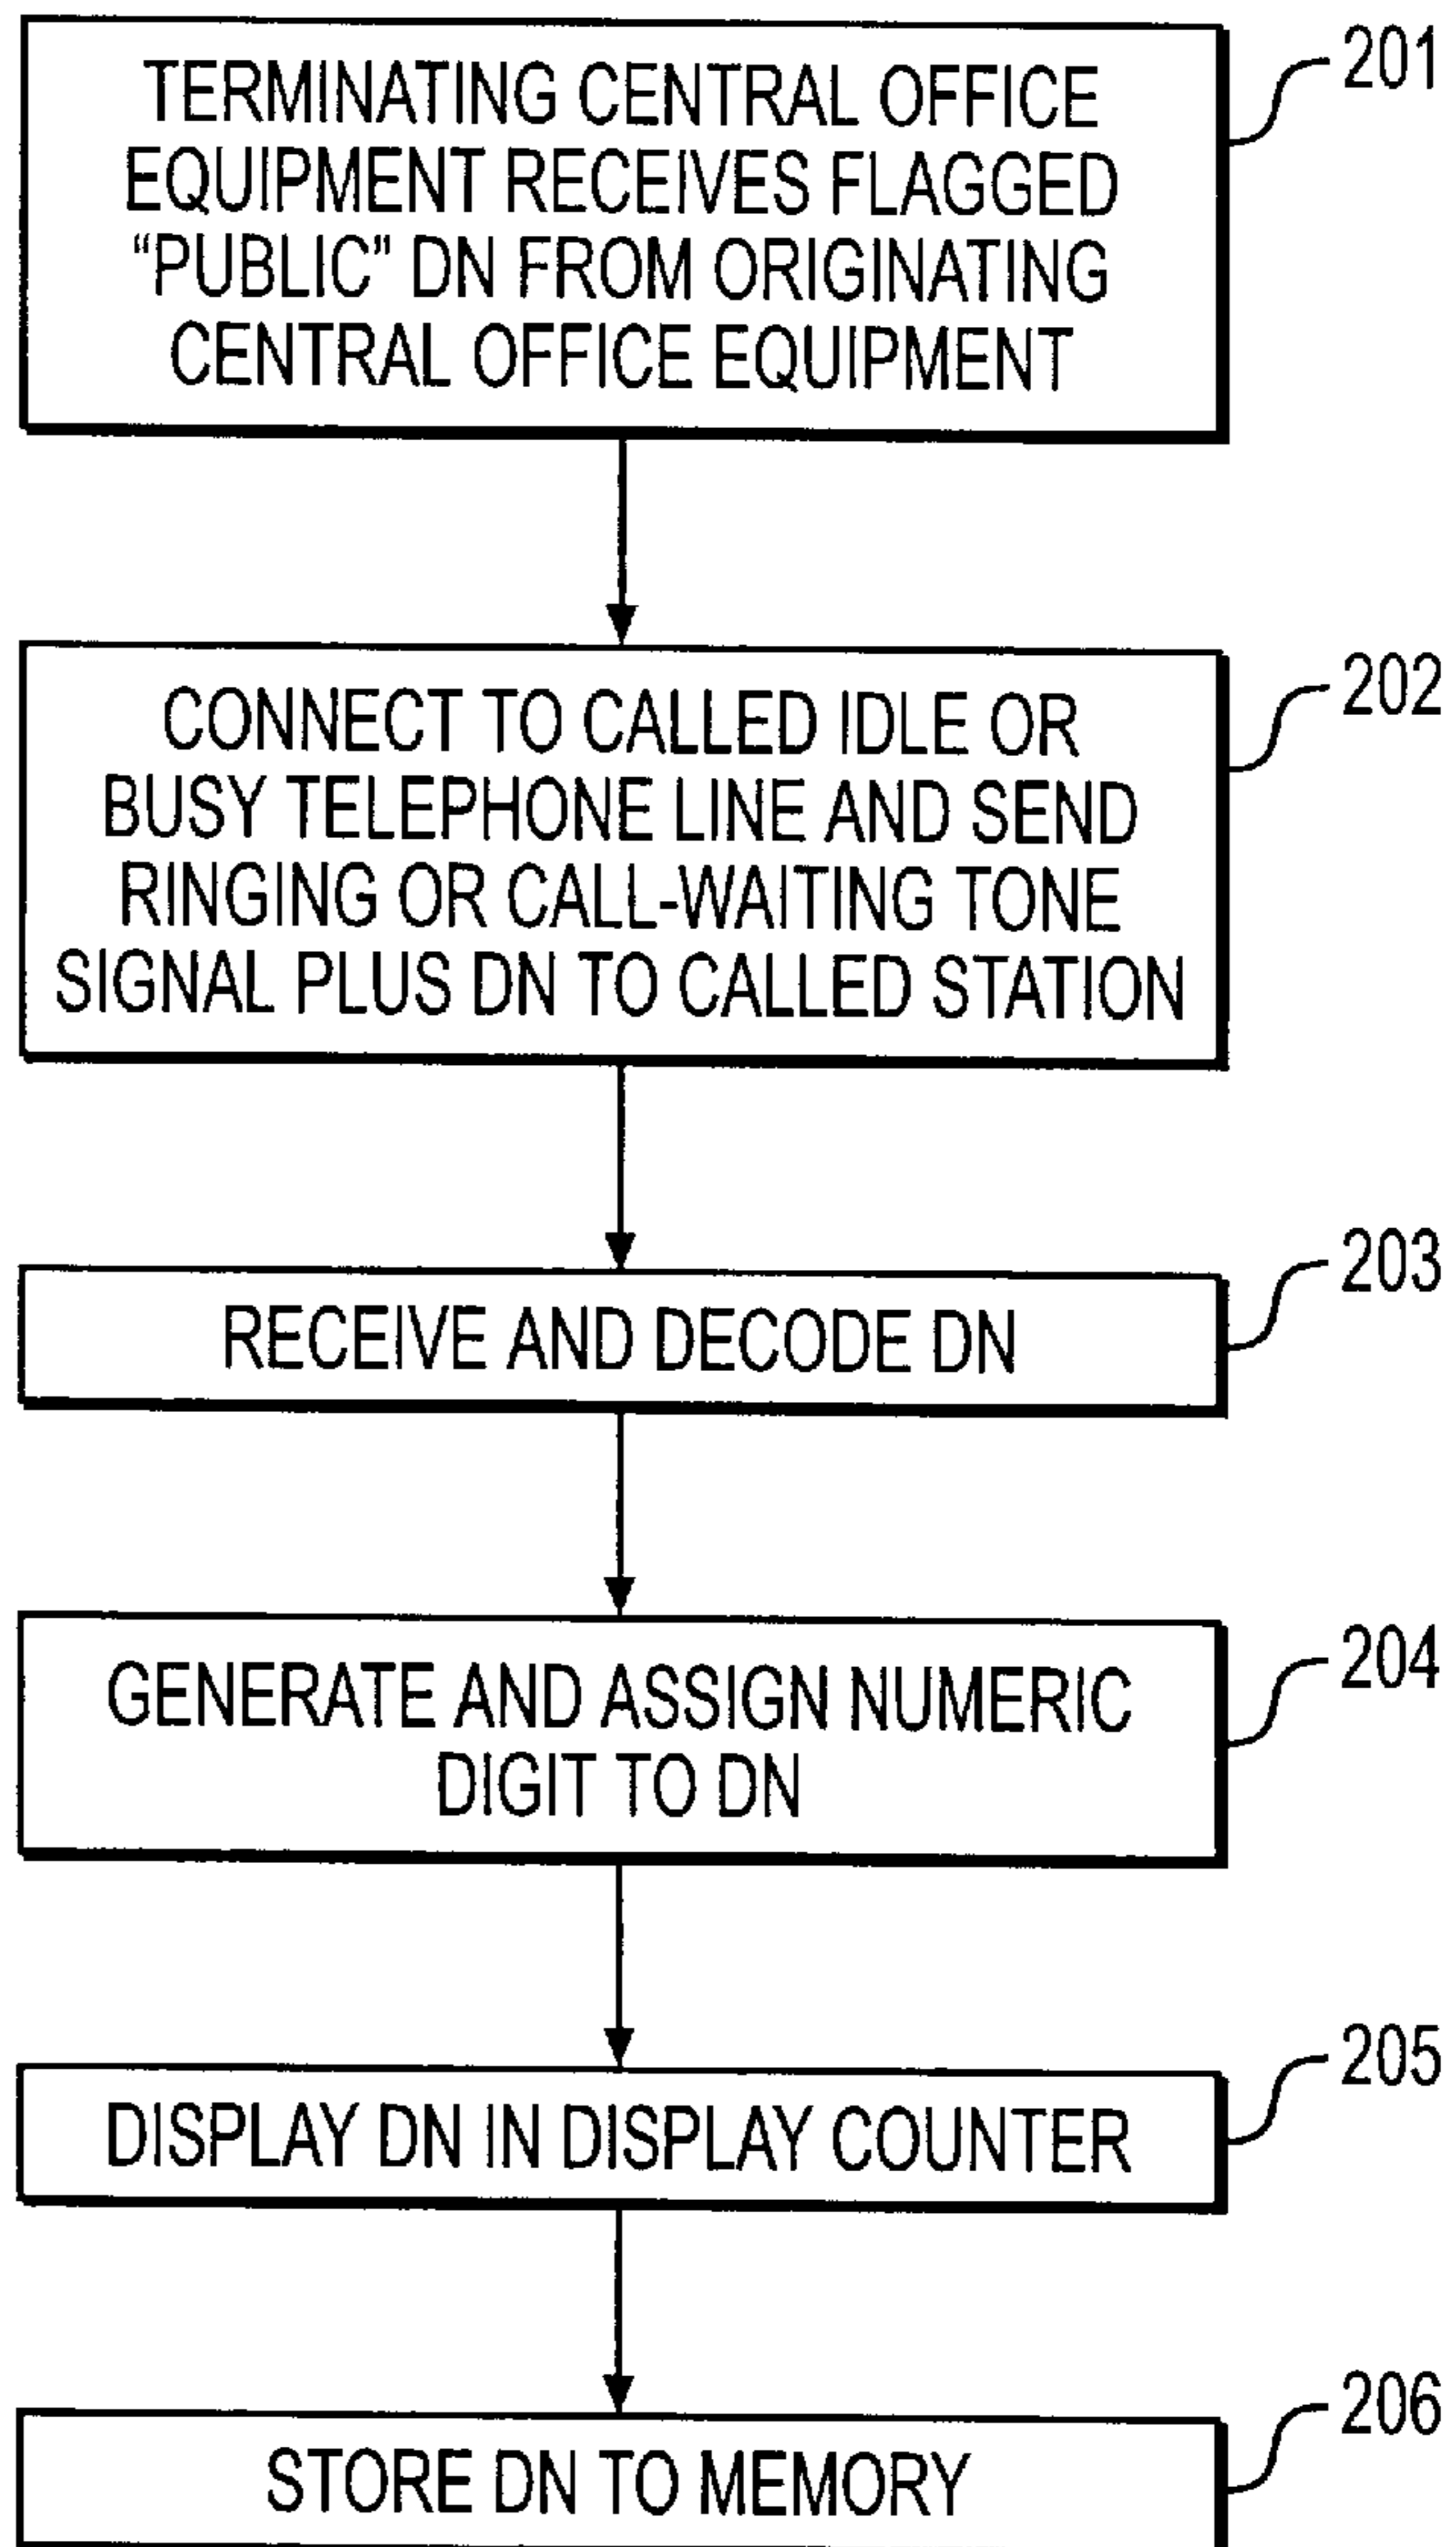 TERMINATING CENTRAL OFFICE
EQUIPMENT RECEIVES FLAGGED
“PUBLIC” DN FROM ORIGINATING
CENTRAL OFFICE EQUIPMENT
201
CONNECT TO CALLED IDLE OR
BUSY TELEPHONE LINE AND SEND
RINGING OR CALL-WAITING TONE
SIGNAL PLUS DN TO CALLED STATION
202
RECEIVE AND DECODE DN
203
GENERATE AND ASSIGN NUMERIC
DIGIT TO DN
204
DISPLAY DN IN DISPLAY COUNTER
205
STORE DN TO MEMORY
206